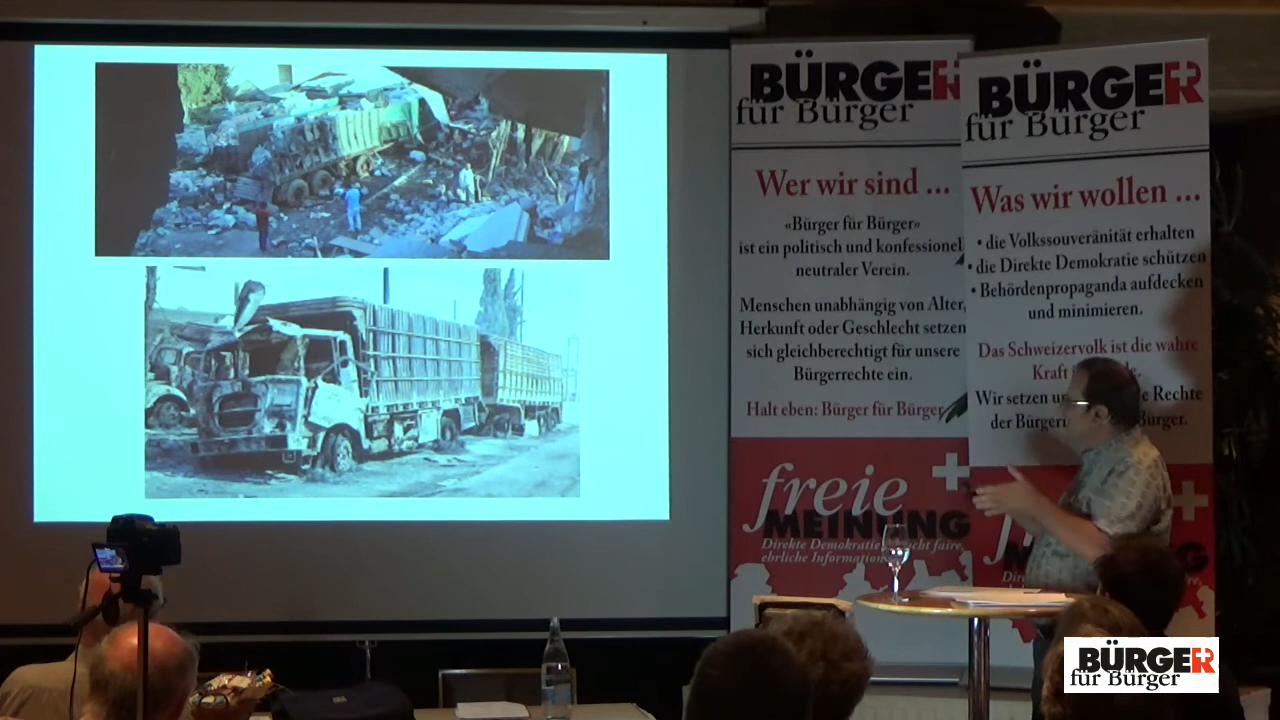 BÜRGER
für Bürger
Wer wir sind ...
«Bürger für Bürger»
ist ein politisch und konfessionel
neutraler Verein.
Menschen unabhängig von Alter,
Herkunft oder Geschlecht setzen
sich gleichberechtigt für unsere
Bürgerrechte ein.
Halt eben: Bürger für Bürger
freie
MEINUNG
Direkte Demokratie faire,
ehrliche Information
BÜRGER
für Bürger
Was wir wollen ...
• die Volkssouveränität erhalten
• die Direkte Demokratie schützen
• Behördenpropaganda aufdecken
und minimieren.
Das Schweizervolk ist die wahre
Kraft
Wir setzen Rechte
der Bürger.
BÜRGER
für Bürger